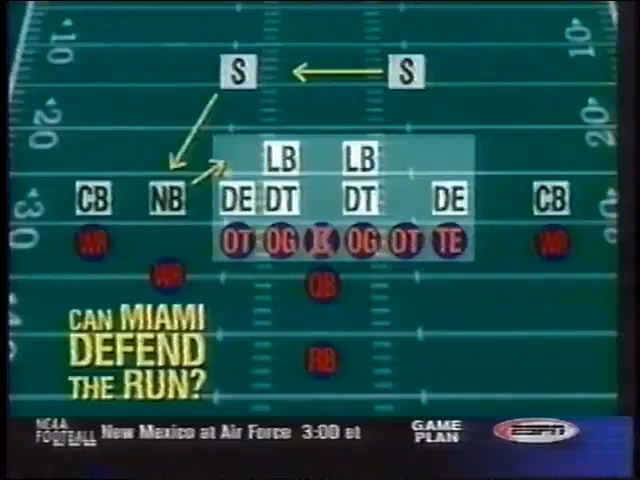 10 10
S S
20 20
LB LB
CB NB DE DT DT DE CB
30
WR OT OG OG OT TE WR
WR QB
CAN MIAMI
DEFEND
THE RUN?
RB
NCAA
FOOTBALL New Mexico at Air Force 3:00 et GAME
PLAN ESPN